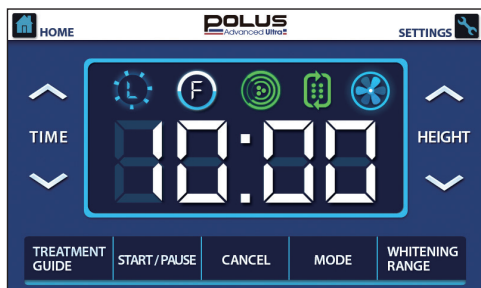 HOME
POLUS
Advanced Ultra
SETTINGS
L
F
TIME
10:00
HEIGHT
TREATMENT
GUIDE
START / PAUSE
CANCEL
MODE
WHITENING
RANGE